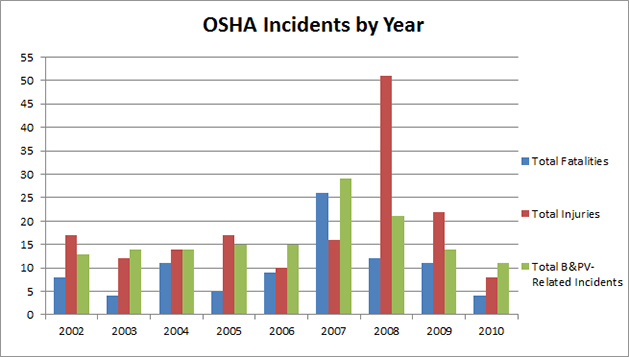 OSHA Incidents by Year
55
50
45
40
35
30
25
20
15
10
5
0
2002 2003 2004 2005 2006 2007 2008 2009 2010
Total Fatalities
Total Injuries
Total B&PV-
Related Incidents